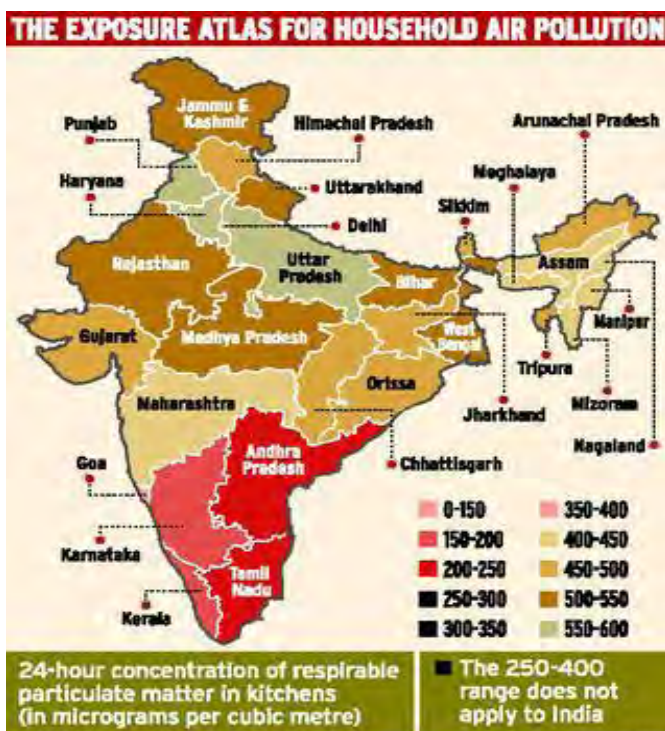 THE EXPOSURE ATLAS FOR HOUSEHOLD AIR POLLUTION
Jammu &
Kashmir
Punjab
Himachal Pradesh
Arunachal Pradesh
Haryana
Uttarakhand
Meghalaya
Delhi
Sikkim
Rajasthan
Uttar
Pradesh
Bihar
Assam
Gujarat
Madhya Pradesh
West
Bengal
Manipur
Tripura
Orissa
Maharashtra
Jharkhand
Mizoram
Nagaland
Andhra
Pradesh
Chhattisgarh
Goa
Karnataka
Tamil
Nadu
Kerala
0-150
150-200
200-250
250-300
300-350
350-400
400-450
450-500
500-550
550-600
24-hour concentration of respirable
particulate matter in kitchens
(in micrograms per cubic metre)
The 250-400
range does not
apply to India